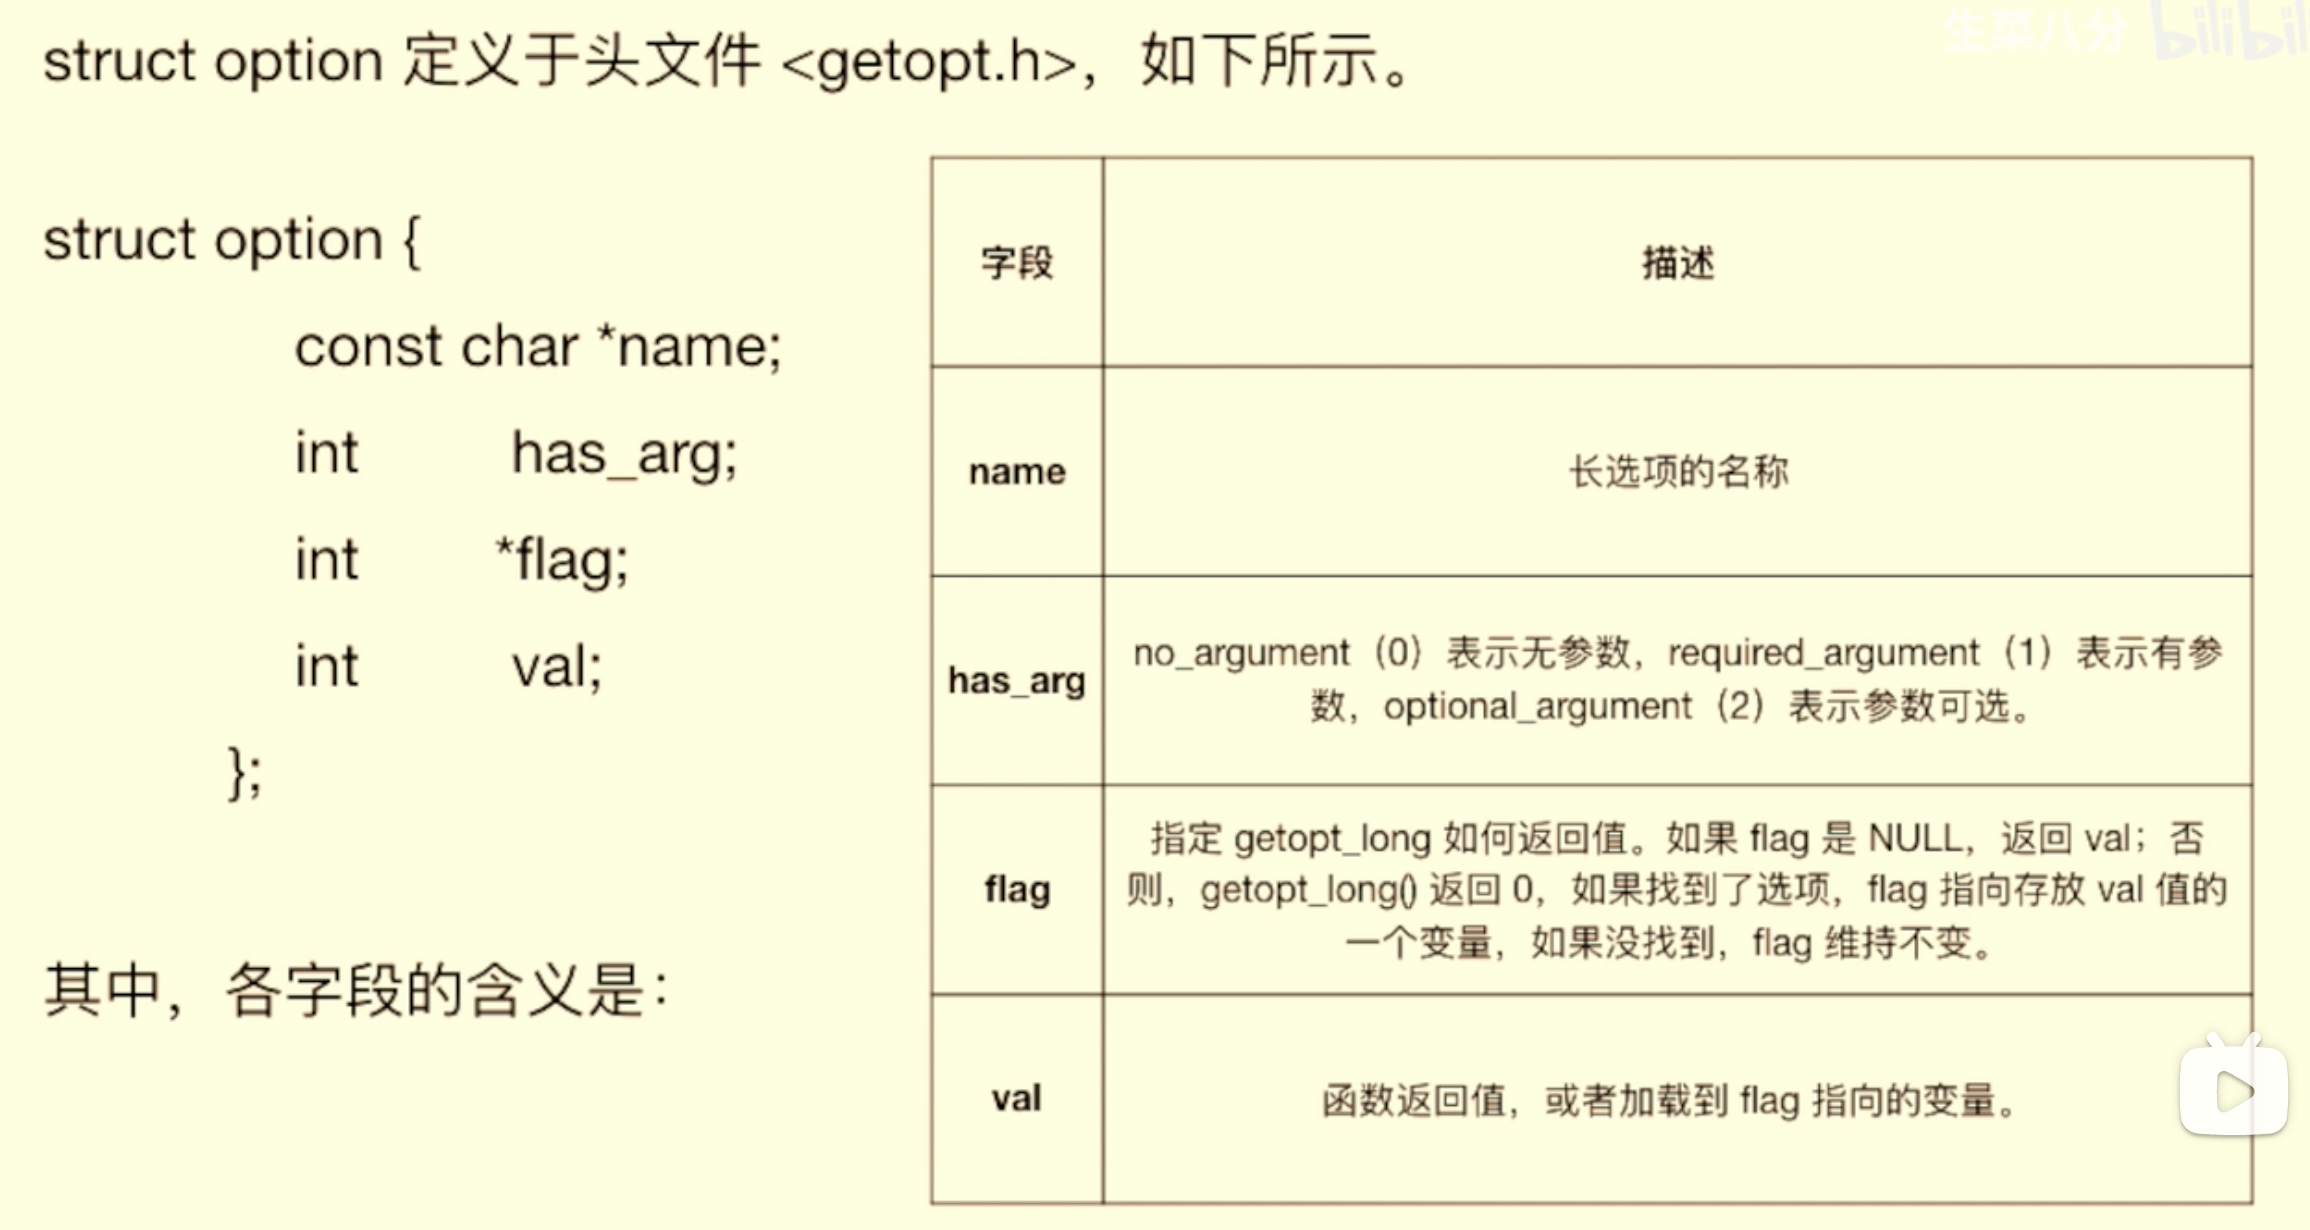 生菜八分 bilibili
struct option 定义于头文件 <getopt.h>，如下所示。
struct option {
const char *name;
int has_arg;
int *flag;
int val;
};
其中，各字段的含义是：
字段 描述
name 长选项的名称
has_arg no_argument（0）表示无参数，required_argument（1）表示有参
数，optional_argument（2）表示参数可选。
flag 指定 getopt_long 如何返回值。如果 flag 是 NULL，返回 val；否
则，getopt_long() 返回 0，如果找到了选项，flag 指向存放 val 值的
一个变量，如果没找到，flag 维持不变。
val 函数返回值，或者加载到 flag 指向的变量。